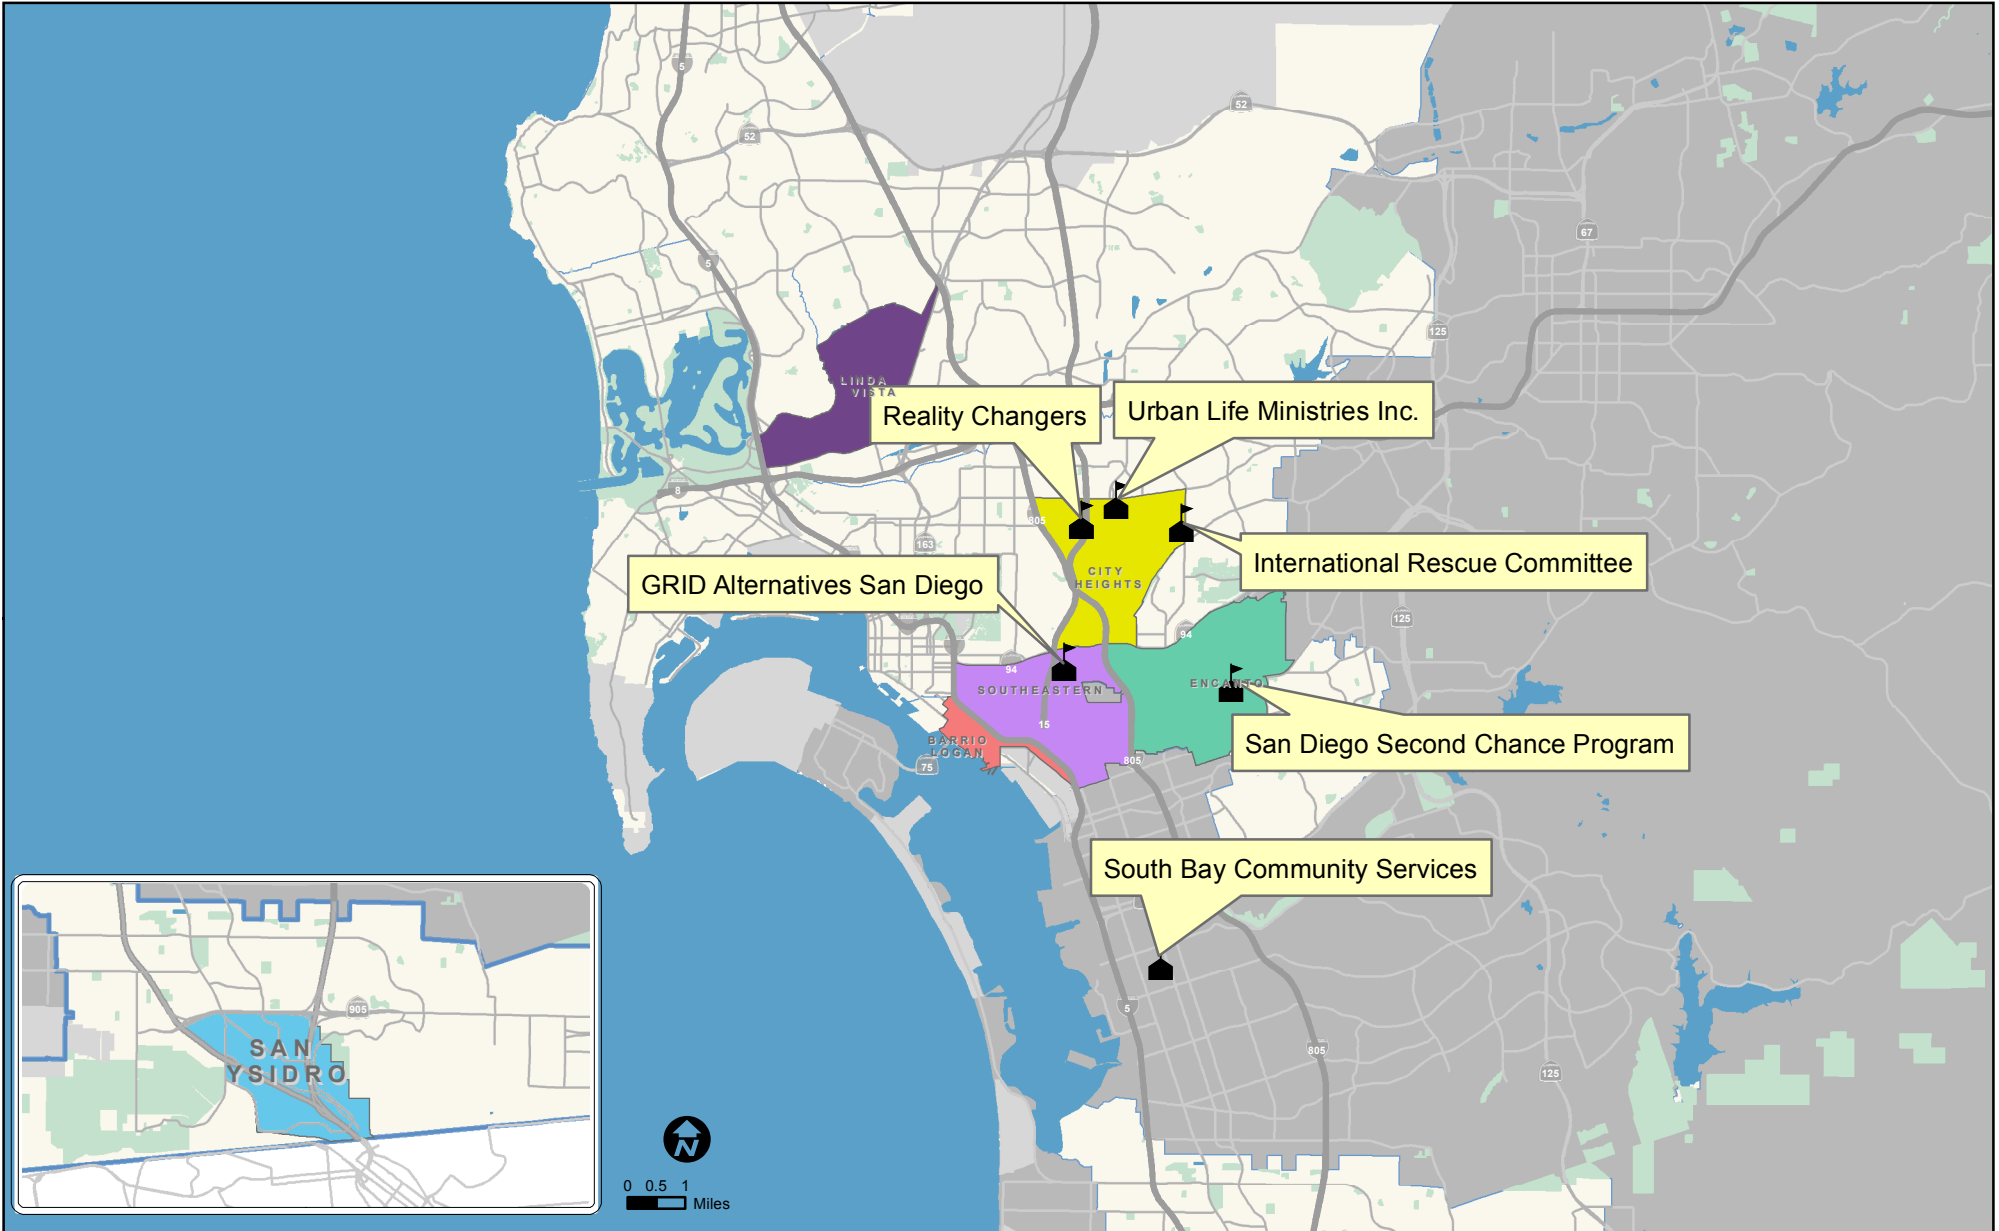 5
52
52
67
5
125
LINDA
VISTA
Reality Changers
Urban Life Ministries Inc.
8
805
163
International Rescue Committee
CITY
HEIGHTS
GRID Alternatives San Diego
125
94
94
ENCANTO
SOUTHEASTERN
15
BARRIO
LOGAN
San Diego Second Chance Program
75
805
South Bay Community Services
5
905
SAN
YSIDRO
805
125
N
0 0.5 1
Miles